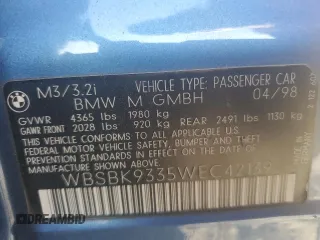 M3/3.2i
VEHICLE TYPE: PASSENGER CAR
BMW M GMBH
04/98
GVWR 4365 lbs 1980 kg
GAWR FRONT 2028 lbs 920 kg GAWR REAR 2491 lbs 1130 kg
THIS VEHICLE CONFORMS TO ALL APPLICABLE
FEDERAL MOTOR VEHICLE SAFETY, BUMPER, AND
THEFT PREVENTION STANDARDS IN EFFECT ON THE
DATE OF MANUFACTURE SHOWN ABOVE.
DREAMBID